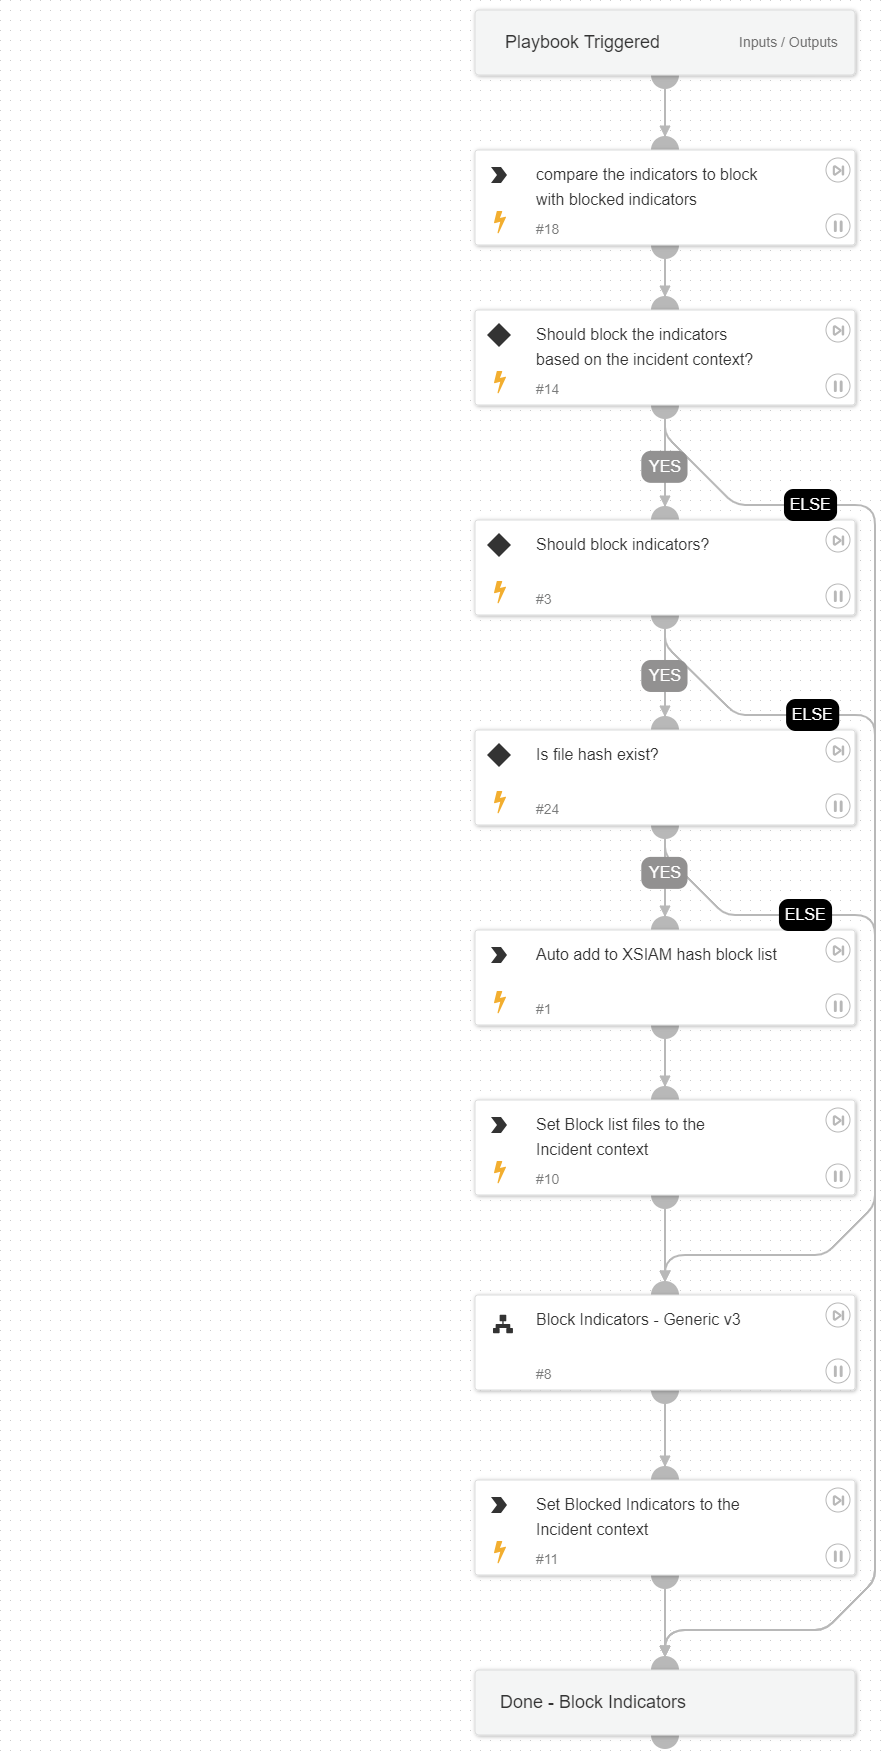 Playbook Triggered
Inputs / Outputs
compare the indicators to block
with blocked indicators
#18
Should block the indicators
based on the incident context?
#14
YES
ELSE
Should block indicators?
#3
YES
ELSE
Is file hash exist?
#24
YES
ELSE
Auto add to XSIAM hash block list
#1
Set Block list files to the
Incident context
#10
Block Indicators - Generic v3
#8
Set Blocked Indicators to the
Incident context
#11
Done - Block Indicators